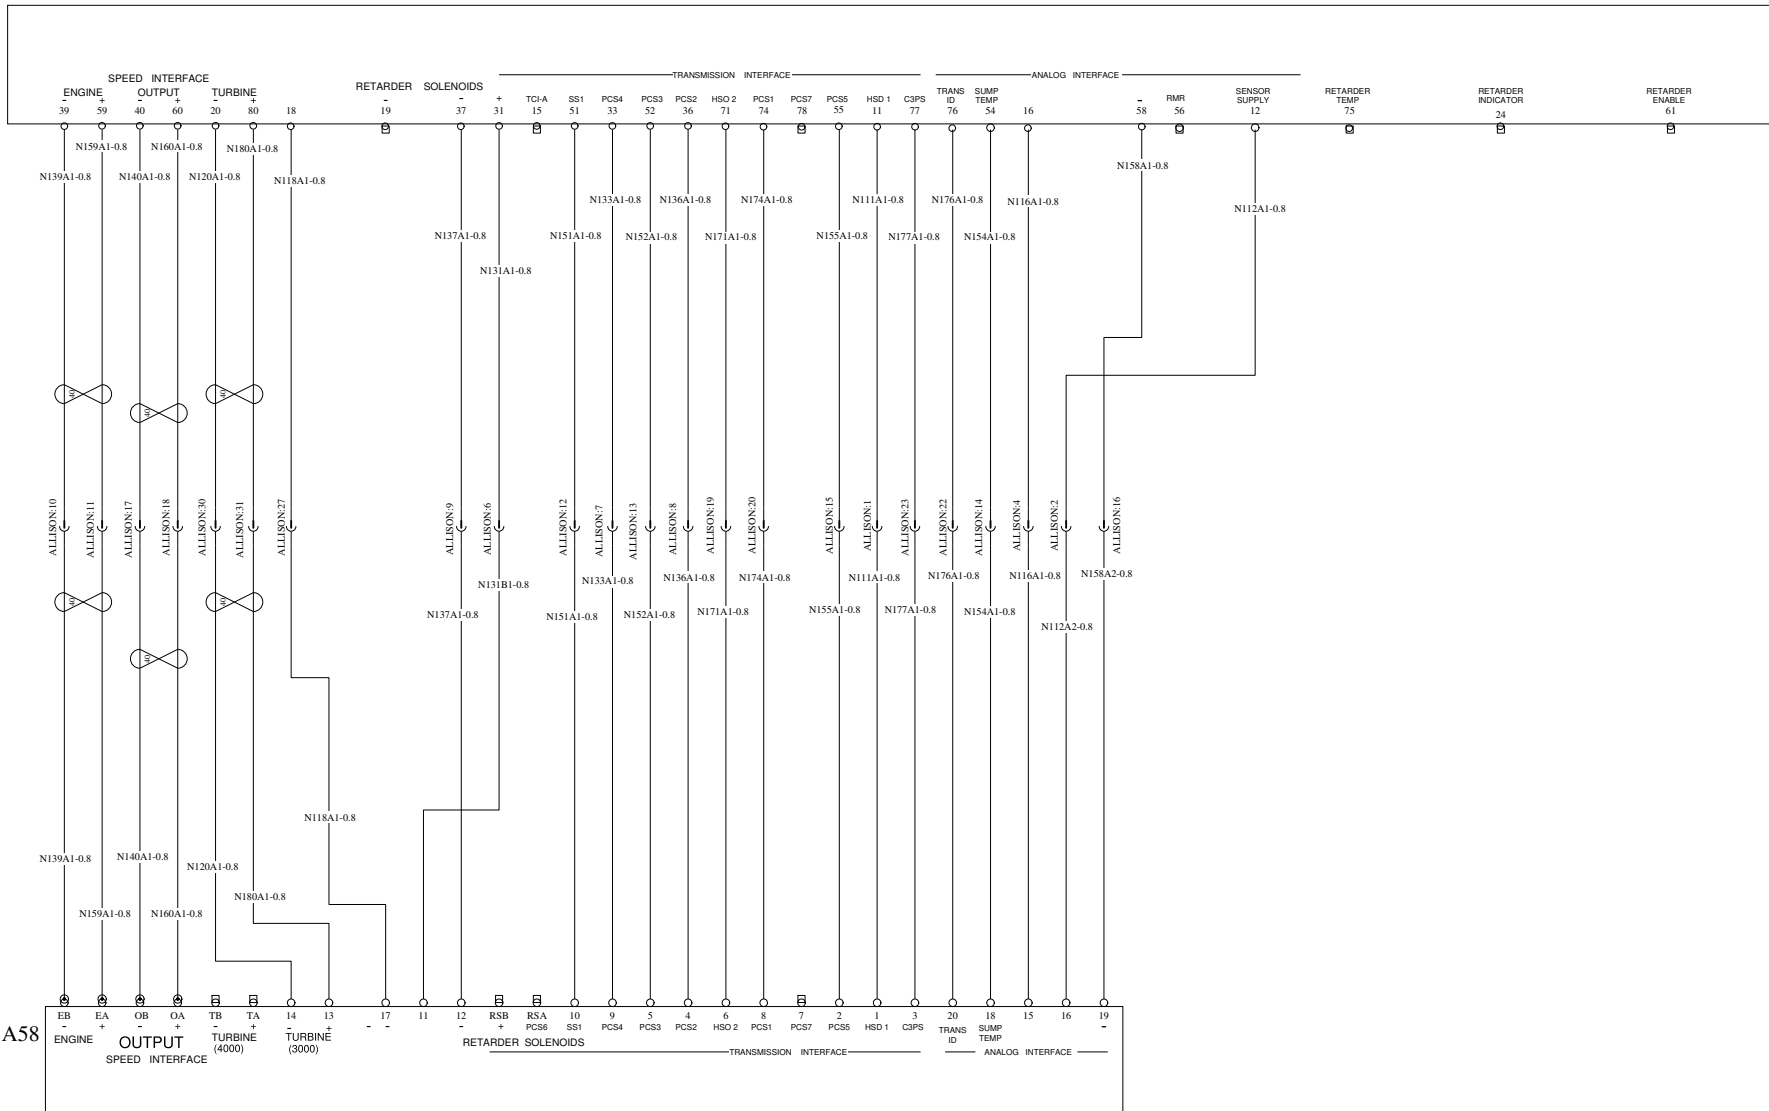 SPEED INTERFACE
ENGINE OUTPUT TURBINE
RETARDER SOLENOIDS
TRANSMISSION INTERFACE
ANALOG INTERFACE
- + - + - + - - +
TCI-A SS1 PCS4 PCS3 PCS2 HSO 2 PCS1 PCS7 PCS5 HSD 1 C3PS
TRANS ID
SUMP TEMP
-
RMR
SENSOR SUPPLY
RETARDER TEMP
RETARDER INDICATOR
RETARDER ENABLE
39 59 40 60 20 80 18 19 37 31 15 51 33 52 36 71 74 78 55 11 77 76 54 16 58 56 12 75 24 61
N159A1-0.8 N160A1-0.8 N180A1-0.8
N158A1-0.8
N139A1-0.8 N140A1-0.8 N120A1-0.8 N118A1-0.8
N133A1-0.8 N136A1-0.8 N174A1-0.8 N111A1-0.8 N176A1-0.8 N116A1-0.8
N112A1-0.8
N137A1-0.8 N151A1-0.8 N152A1-0.8 N171A1-0.8 N155A1-0.8 N177A1-0.8 N154A1-0.8
N131A1-0.8
40 40
40
ALLISON:10
ALLISON:11
ALLISON:17
ALLISON:18
ALLISON:30
ALLISON:31
ALLISON:27
ALLISON:9
ALLISON:6
ALLISON:12
ALLISON:7
ALLISON:13
ALLISON:8
ALLISON:19
ALLISON:20
ALLISON:15
ALLISON:1
ALLISON:23
ALLISON:22
ALLISON:14
ALLISON:4
ALLISON:2
ALLISON:16
N131B1-0.8 N133A1-0.8 N136A1-0.8 N174A1-0.8 N111A1-0.8 N176A1-0.8 N116A1-0.8 N158A2-0.8
40 40
N137A1-0.8 N151A1-0.8 N152A1-0.8 N171A1-0.8 N155A1-0.8 N177A1-0.8 N154A1-0.8
N112A2-0.8
40
N118A1-0.8
N139A1-0.8 N140A1-0.8 N120A1-0.8
N180A1-0.8
N159A1-0.8 N160A1-0.8
A58
EB EA OB OA TB TA 14 13 17 11 12 RSB RSA 10 9 5 4 6 8 7 2 1 3 20 18 15 16 19
- + - + - + - + - - - +
PCS6 SS1 PCS4 PCS3 PCS2 HSO 2 PCS1 PCS7 PCS5 HSD 1 C3PS
TRANS ID
SUMP TEMP
-
ENGINE
OUTPUT
TURBINE
(4000)
TURBINE
(3000)
RETARDER SOLENOIDS
SPEED INTERFACE
TRANSMISSION INTERFACE
ANALOG INTERFACE